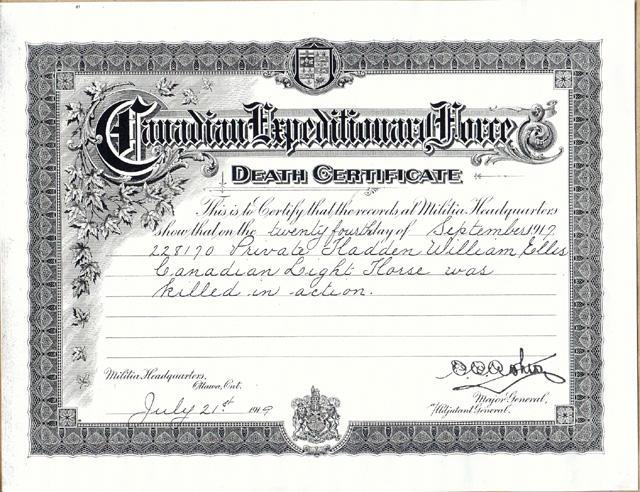 Canadian Expeditionary Force
DEATH CERTIFICATE
This is to Certify that the records at Militia Headquarters
show that on the twenty fourth day of September 1917
228170 Private Hadden William Ellis
Canadian Light Horse was
killed in action.
Militia Headquarters,
Ottawa, Ont.
July 21st 1919
Major General,
Adjutant General.